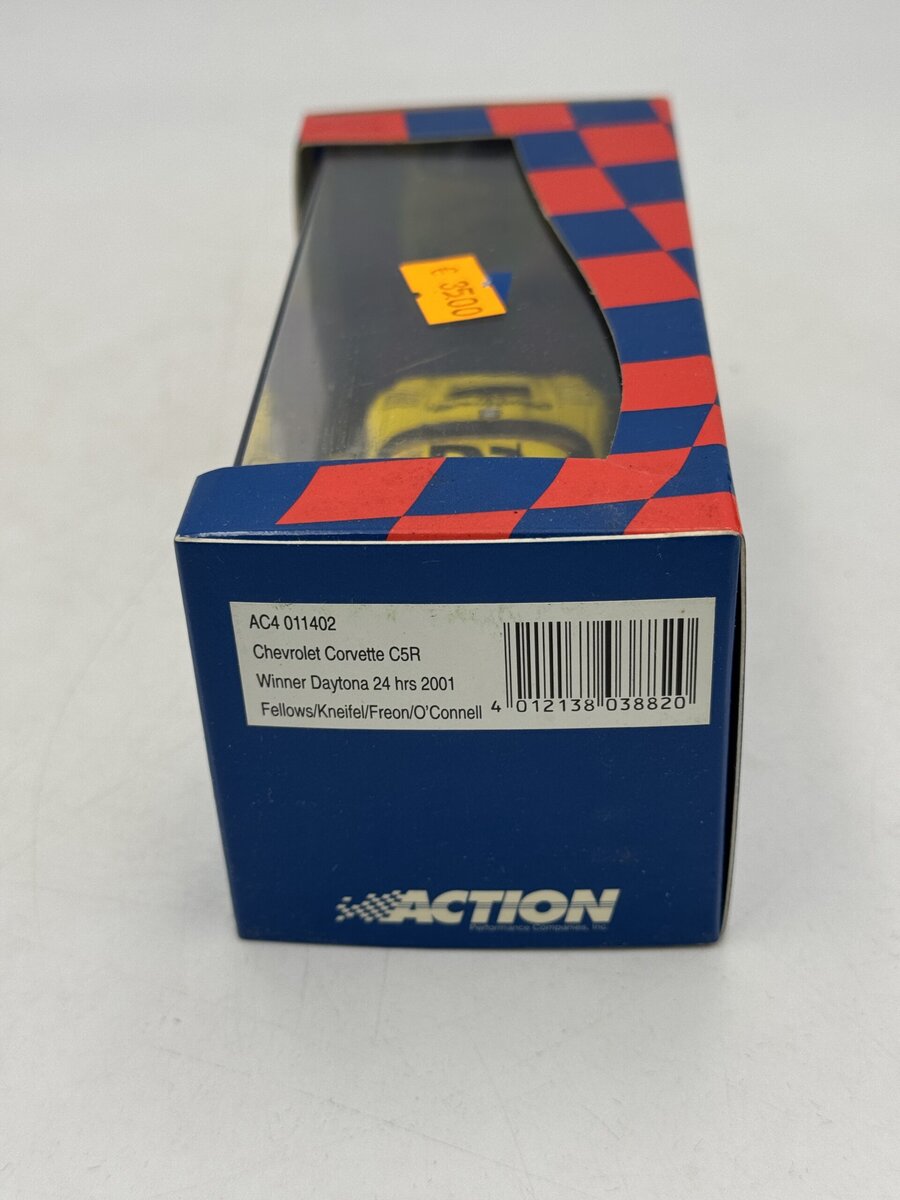 € 35,00
AC4 011402
Chevrolet Corvette C5R
Winner Daytona 24 hrs 2001
Fellows/Kneifel/Freon/O'Connell
4 012138 038820
ACTION
Performance Companies, Inc.